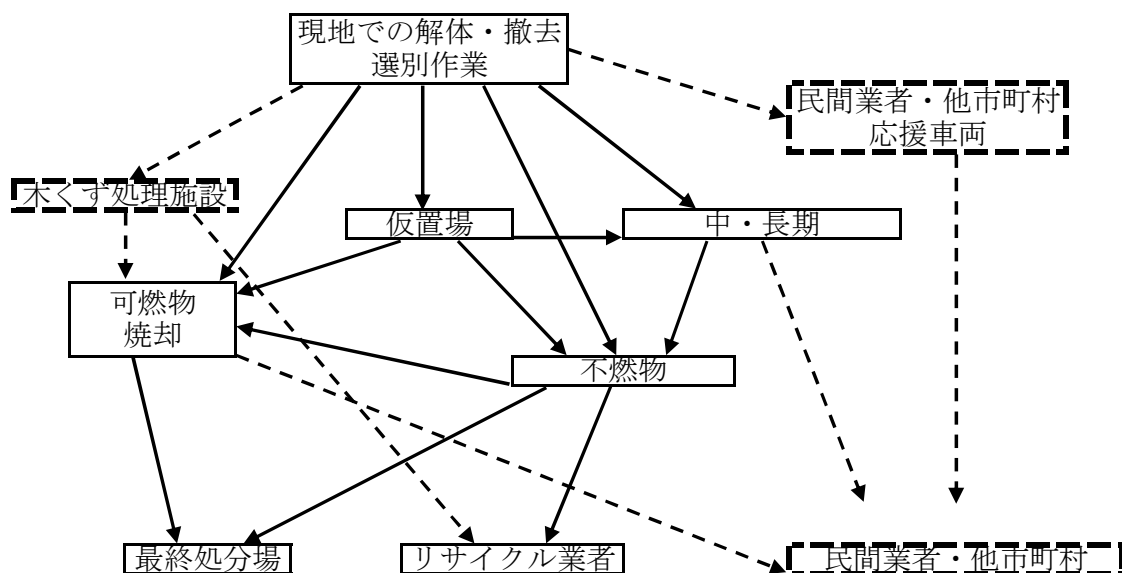 現地での解体・撤去
選別作業
民間業者・他市町村
応援車両
木くず処理施設
仮置場
中・長期
可燃物
焼却
不燃物
最終処分場
リサイクル業者
民間業者・他市町村